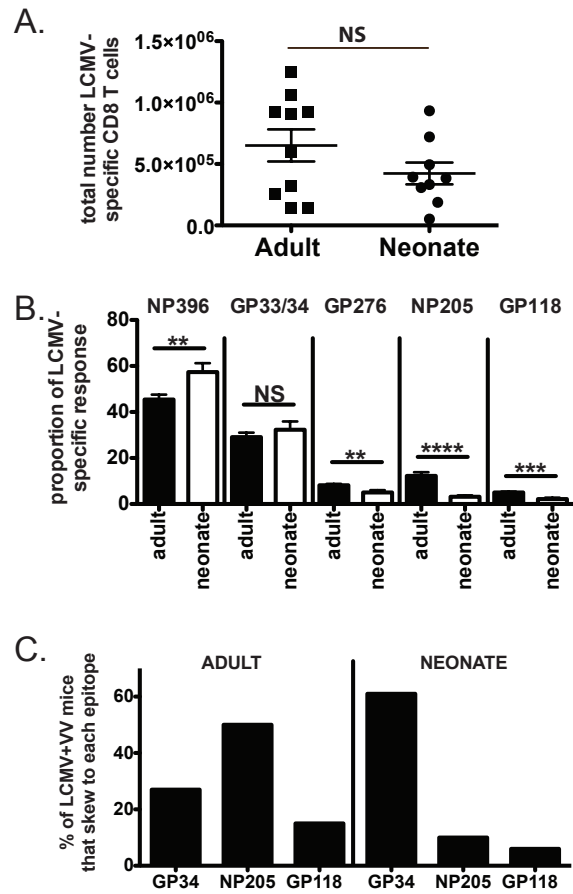 A.
total number LCMV-
specific CD8 T cells
1.5×10⁰⁶
1.0×10⁰⁶
5.0×10⁰⁵
0.0
NS
Adult Neonate
B.
NP396 GP33/34 GP276 NP205 GP118
proportion of LCMV-
specific response
80
60
40
20
0
** NS ** **** ***
adult neonate adult neonate adult neonate adult neonate adult neonate
C.
ADULT NEONATE
% of LCMV+VV mice
that skew to each epitope
60
40
20
0
GP34 NP205 GP118 GP34 NP205 GP118